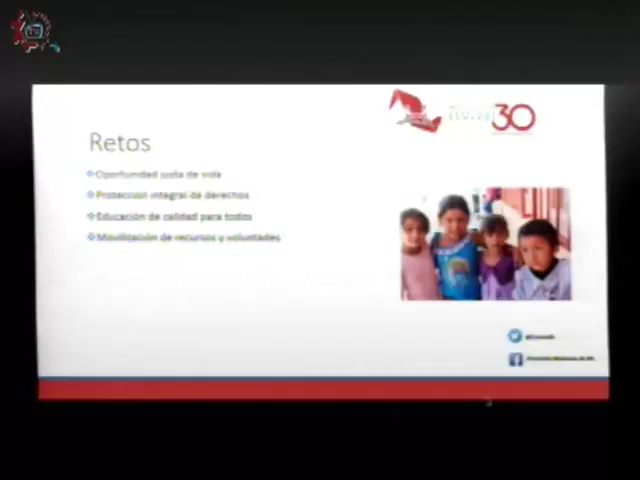 30
Retos
Oportunidad justa de vida
Protección integral de derechos
Educación de calidad para todos
Movilización de recursos y voluntades